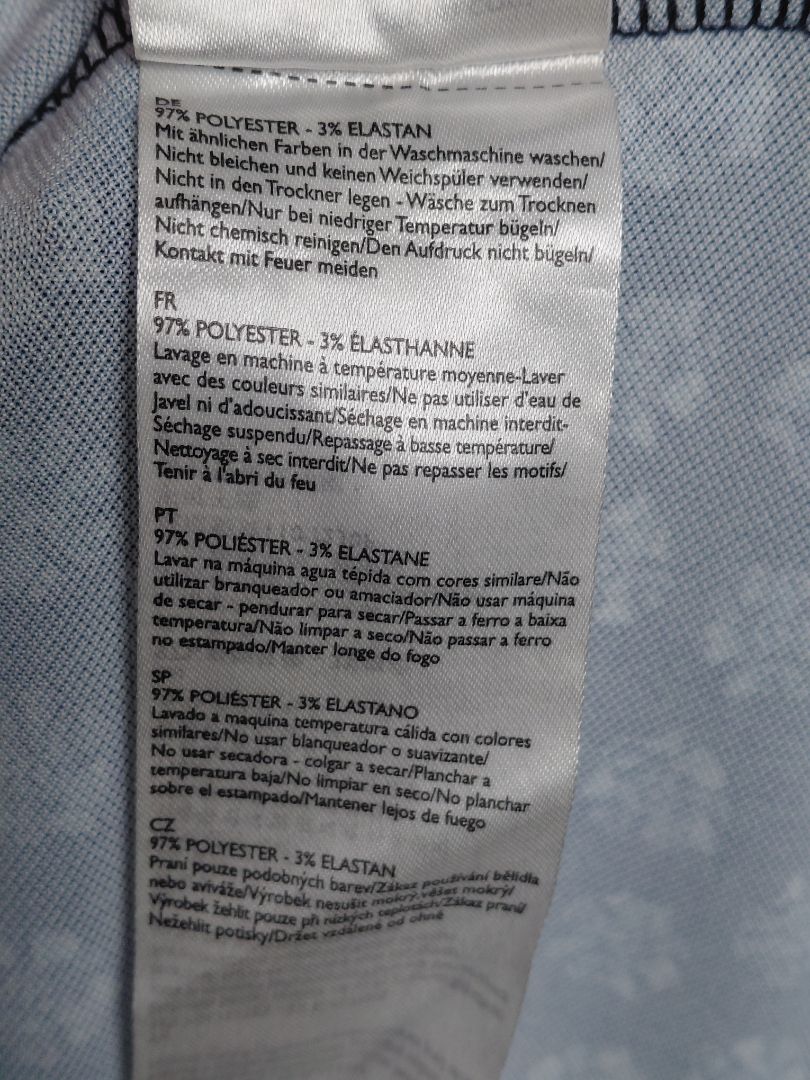 DE
97% POLYESTER - 3% ELASTAN
Mit ähnlichen Farben in der Waschmaschine waschen/
Nicht bleichen und keinen Weichspüler verwenden/
Nicht in den Trockner legen - Wäsche zum Trocknen
aufhängen/Nur bei niedriger Temperatur bügeln/
Nicht chemisch reinigen/Den Aufdruck nicht bügeln/
Kontakt mit Feuer meiden
FR
97% POLYESTER - 3% ÉLASTHANNE
Lavage en machine à température moyenne-Laver
avec des couleurs similaires/Ne pas utiliser d'eau de
Javel ni d'adoucissant/Séchage en machine interdit-
Séchage suspendu/Repassage à basse température/
Nettoyage à sec interdit/Ne pas repasser les motifs/
Tenir à l'abri du feu
PT
97% POLIÉSTER - 3% ELASTANE
Lavar na máquina agua tépida com cores similare/Não
utilizar branqueador ou amaciador/Não usar máquina
de secar - pendurar para secar/Passar a ferro a baixa
temperatura/Não limpar a seco/Não passar a ferro
no estampado/Manter longe do fogo
SP
97% POLIÉSTER - 3% ELASTANO
Lavado a maquina temperatura cálida con colores
similares/No usar blanqueador o suavizante/
No usar secadora - colgar a secar/Planchar a
temperatura baja/No limpiar en seco/No planchar
sobre el estampado/Mantener lejos de fuego
CZ
97% POLYESTER - 3% ELASTAN
Praní pouze podobných barev/Zákaz používání bělidla
nebo aviváže/Výrobek nesušit mokrý, věšet mokrý/
Výrobek žehlit pouze při nízkých teplotách/Zákaz praní/
Nežehlit potisky/Držet vzdáleně od ohně